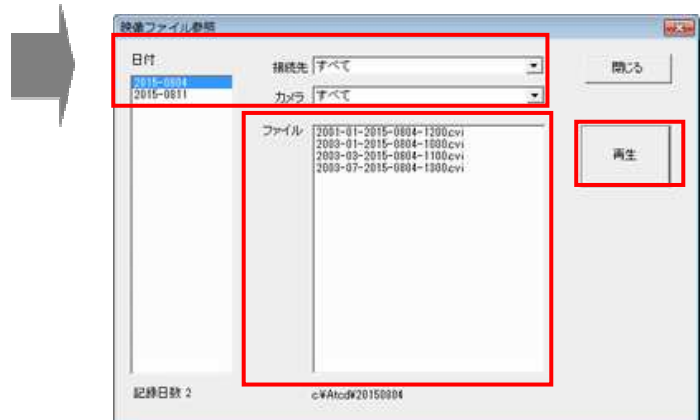 映像ファイル参照
日付
接続先 すべて
閉じる
2015-0804
2015-0811
カメラ すべて
ファイル
2001-01-2015-0804-1200.cvi
2003-01-2015-0804-1000.cvi
2003-03-2015-0804-1100.cvi
2003-07-2015-0804-1300.cvi
再生
記録日数 2
c:¥Atcd¥20150804